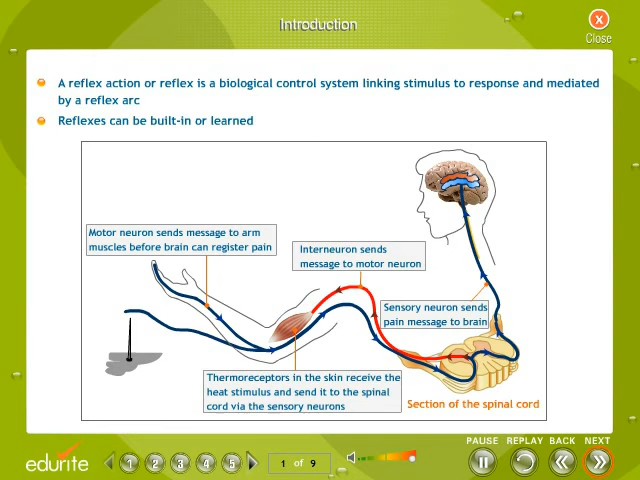 Introduction
X
Close
A reflex action or reflex is a biological control system linking stimulus to response and mediated
by a reflex arc
Reflexes can be built-in or learned
Motor neuron sends message to arm
muscles before brain can register pain
Interneuron sends
message to motor neuron
Sensory neuron sends
pain message to brain
Thermoreceptors in the skin receive the
heat stimulus and send it to the spinal
cord via the sensory neurons
Section of the spinal cord
PAUSE REPLAY BACK NEXT
edurite
1 2 3 4 5
1 of 9